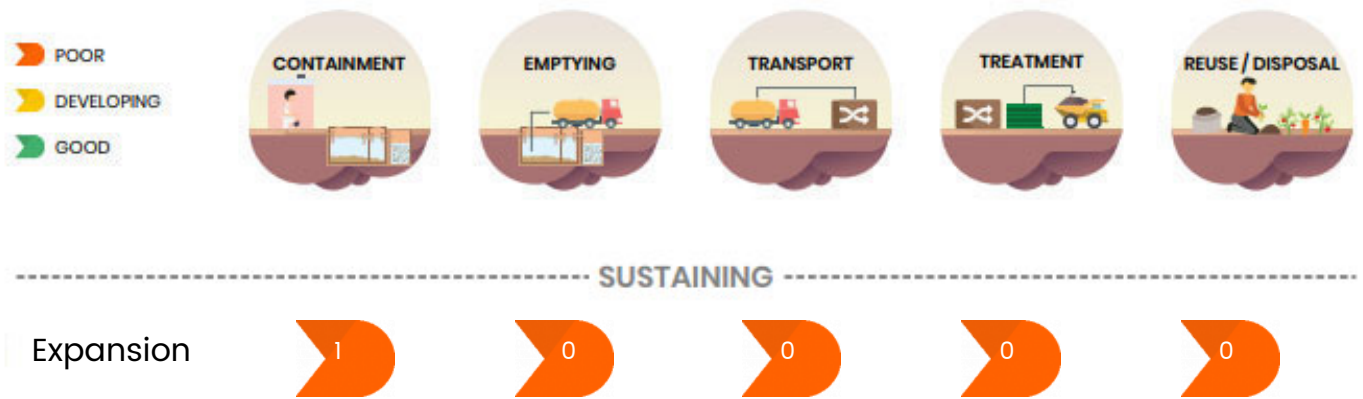 POOR
DEVELOPING
GOOD
CONTAINMENT
EMPTYING
TRANSPORT
TREATMENT
REUSE / DISPOSAL
SUSTAINING
Expansion 1 0 0 0 0